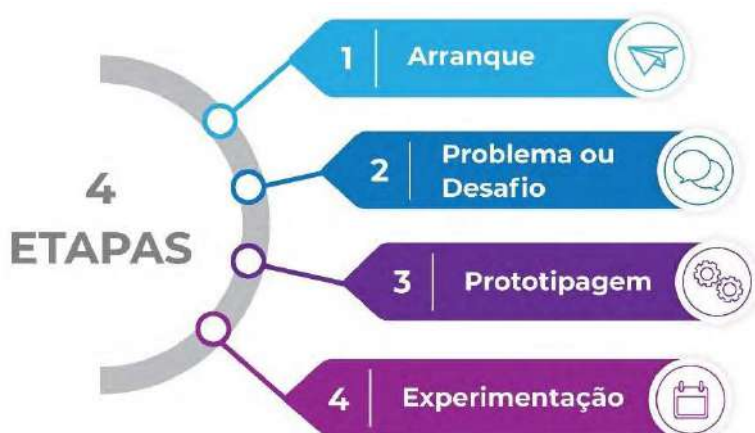 4
ETAPAS
1 Arranque
2 Problema ou
Desafio
3 Prototipagem
4 Experimentação